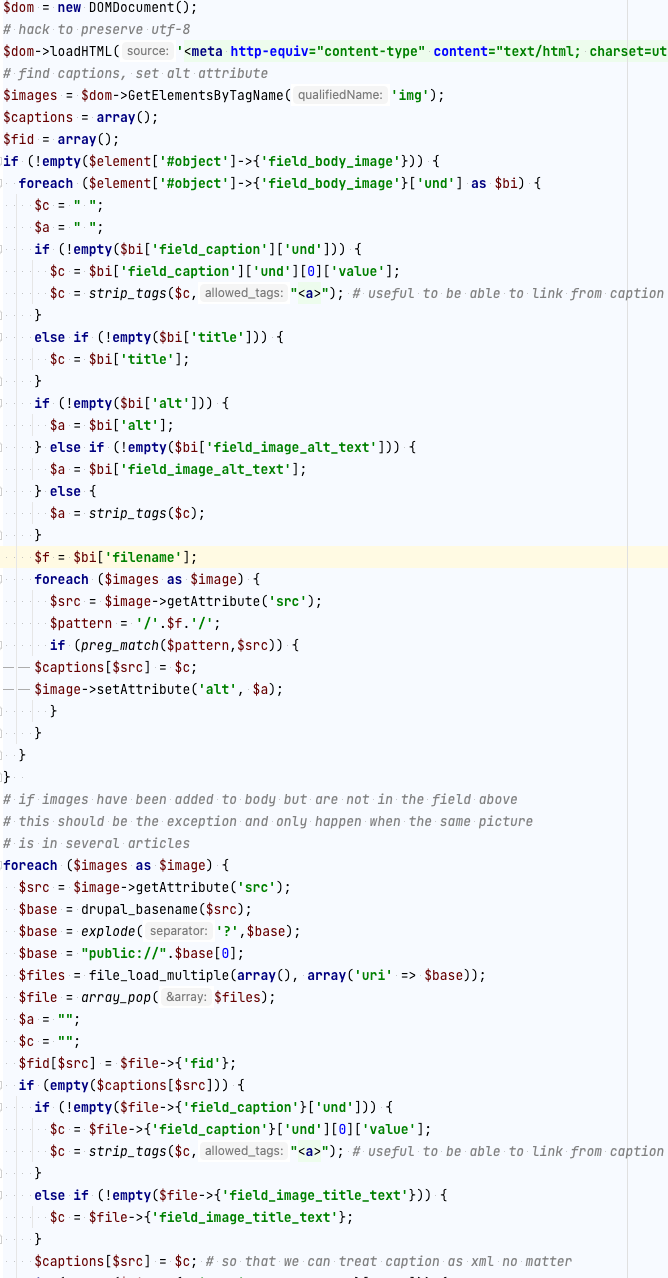 $dom = new DOMDocument();
# hack to preserve utf-8
$dom->loadHTML( source: '<meta http-equiv="content-type" content="text/html; charset=ut
# find captions, set alt attribute
$images = $dom->GetElementsByTagName( qualifiedName: 'img');
$captions = array();
$fid = array();
if (!empty($element['#object']->{'field_body_image'})) {
  foreach ($element['#object']->{'field_body_image'}['und'] as $bi) {
    $c = " ";
    $a = " ";
    if (!empty($bi['field_caption']['und'])) {
      $c = $bi['field_caption']['und'][0]['value'];
      $c = strip_tags($c, allowed_tags: "<a>"); # useful to be able to link from caption
    }
    else if (!empty($bi['title'])) {
      $c = $bi['title'];
    }
    if (!empty($bi['alt'])) {
      $a = $bi['alt'];
    } else if (!empty($bi['field_image_alt_text'])) {
      $a = $bi['field_image_alt_text'];
    } else {
      $a = strip_tags($c);
    }
    $f = $bi['filename'];
    foreach ($images as $image) {
      $src = $image->getAttribute('src');
      $pattern = '/'.$f.'/';
      if (preg_match($pattern,$src)) {
    $captions[$src] = $c;
    $image->setAttribute('alt', $a);
      }
    }
  }
}
# if images have been added to body but are not in the field above
# this should be the exception and only happen when the same picture
# is in several articles
foreach ($images as $image) {
  $src = $image->getAttribute('src');
  $base = drupal_basename($src);
  $base = explode( separator: '?',$base);
  $base = "public://".$base[0];
  $files = file_load_multiple(array(), array('uri' => $base));
  $file = array_pop( &array: $files);
  $a = "";
  $c = "";
  $fid[$src] = $file->{'fid'};
  if (empty($captions[$src])) {
    if (!empty($file->{'field_caption'}['und'])) {
      $c = $file->{'field_caption'}['und'][0]['value'];
      $c = strip_tags($c, allowed_tags: "<a>"); # useful to be able to link from caption
    }
    else if (!empty($file->{'field_image_title_text'})) {
      $c = $file->{'field_image_title_text'};
    }
    $captions[$src] = $c; # so that we can treat caption as xml no matter